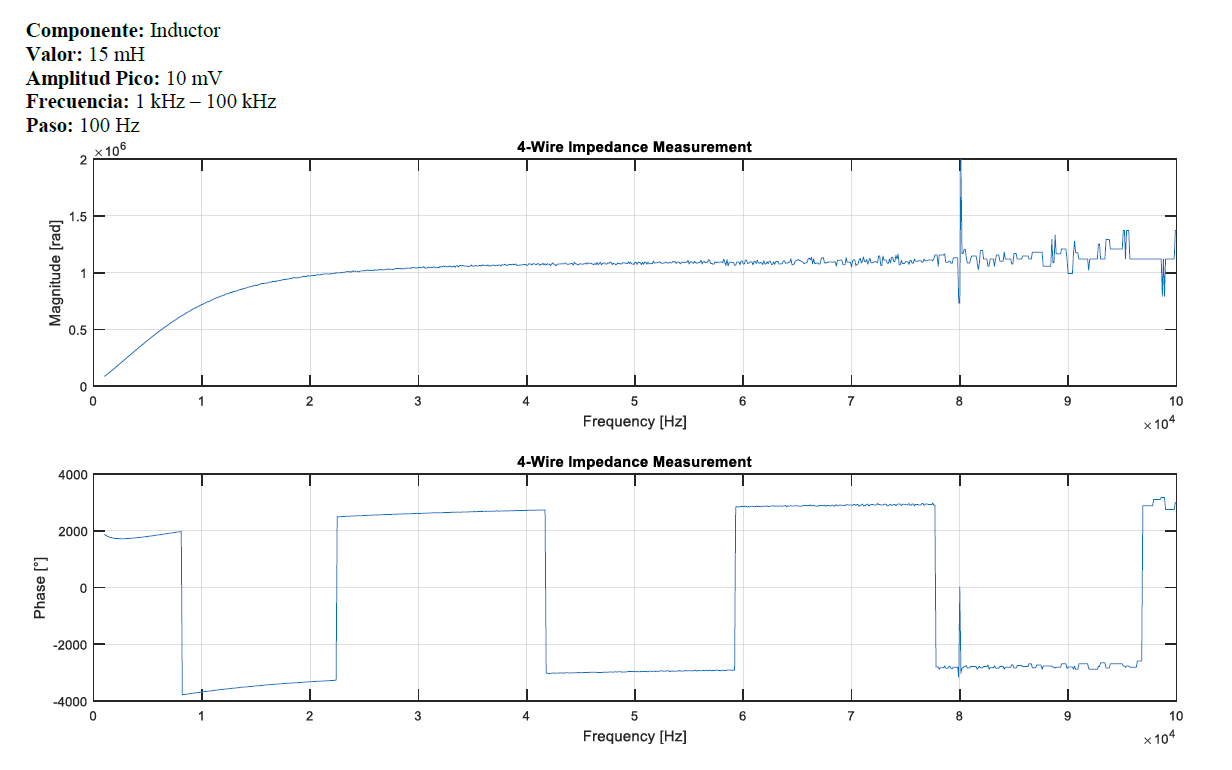 Componente: Inductor
Valor: 15 mH
Amplitud Pico: 10 mV
Frecuencia: 1 kHz – 100 kHz
Paso: 100 Hz
4-Wire Impedance Measurement
×10^6
2
1.5
1
0.5
0
Magnitude [rad]
0 1 2 3 4 5 6 7 8 9 10
Frequency [Hz]
×10^4
4-Wire Impedance Measurement
4000
2000
0
-2000
-4000
Phase [°]
0 1 2 3 4 5 6 7 8 9 10
Frequency [Hz]
×10^4